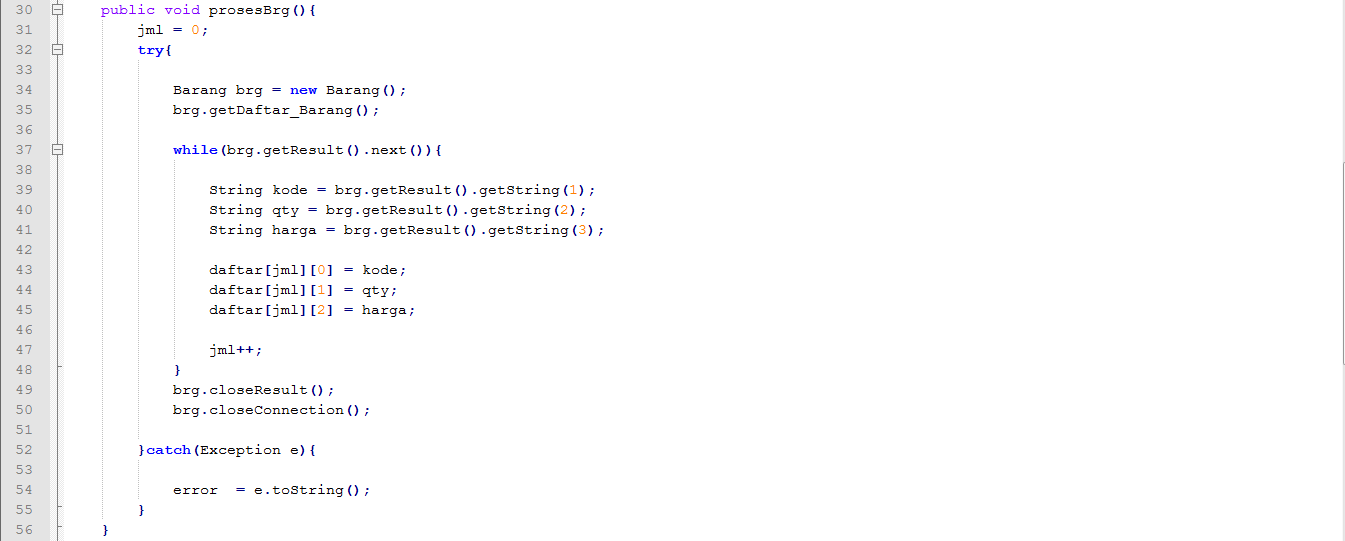 30 public void prosesBrg(){
31 jml = 0;
32 try{
33
34 Barang brg = new Barang();
35 brg.getDaftar_Barang();
36
37 while(brg.getResult().next()){
38
39 String kode = brg.getResult().getString(1);
40 String qty = brg.getResult().getString(2);
41 String harga = brg.getResult().getString(3);
42
43 daftar[jml][0] = kode;
44 daftar[jml][1] = qty;
45 daftar[jml][2] = harga;
46
47 jml++;
48 }
49 brg.closeResult();
50 brg.closeConnection();
51
52 }catch(Exception e){
53
54 error  = e.toString();
55 }
56 }